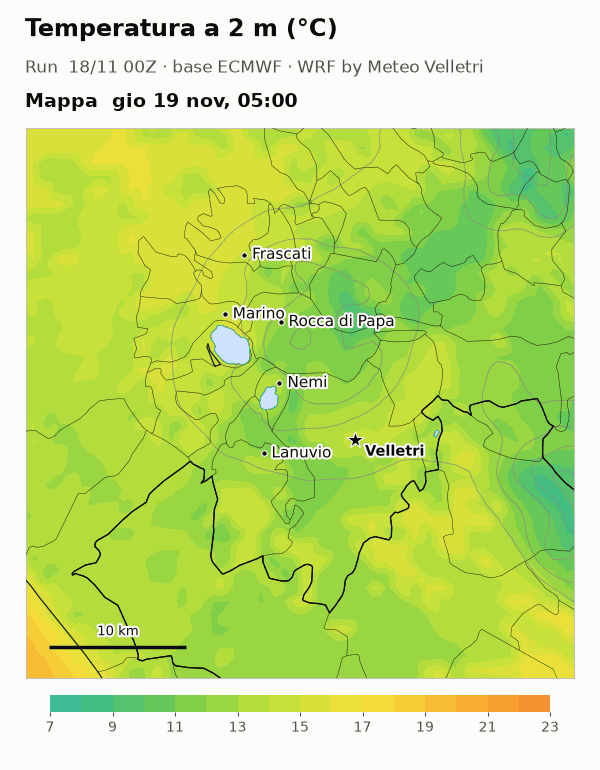 Temperatura a 2 m (°C)
Run  18/11 00Z · base ECMWF · WRF by Meteo Velletri
Mappa  gio 19 nov, 05:00
Frascati
Marino
Rocca di Papa
Nemi
Velletri
Lanuvio
10 km
7 9 11 13 15 17 19 21 23